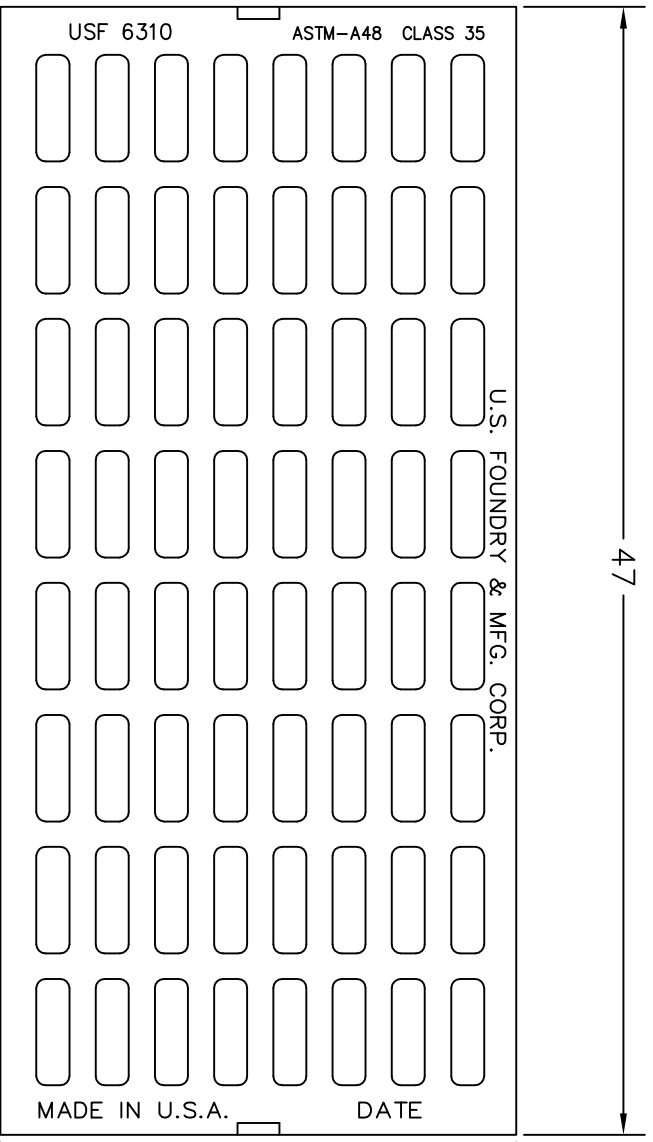 USF 6310
ASTM-A48 CLASS 35
U.S. FOUNDRY & MFG. CORP.
47
MADE IN U.S.A.
DATE